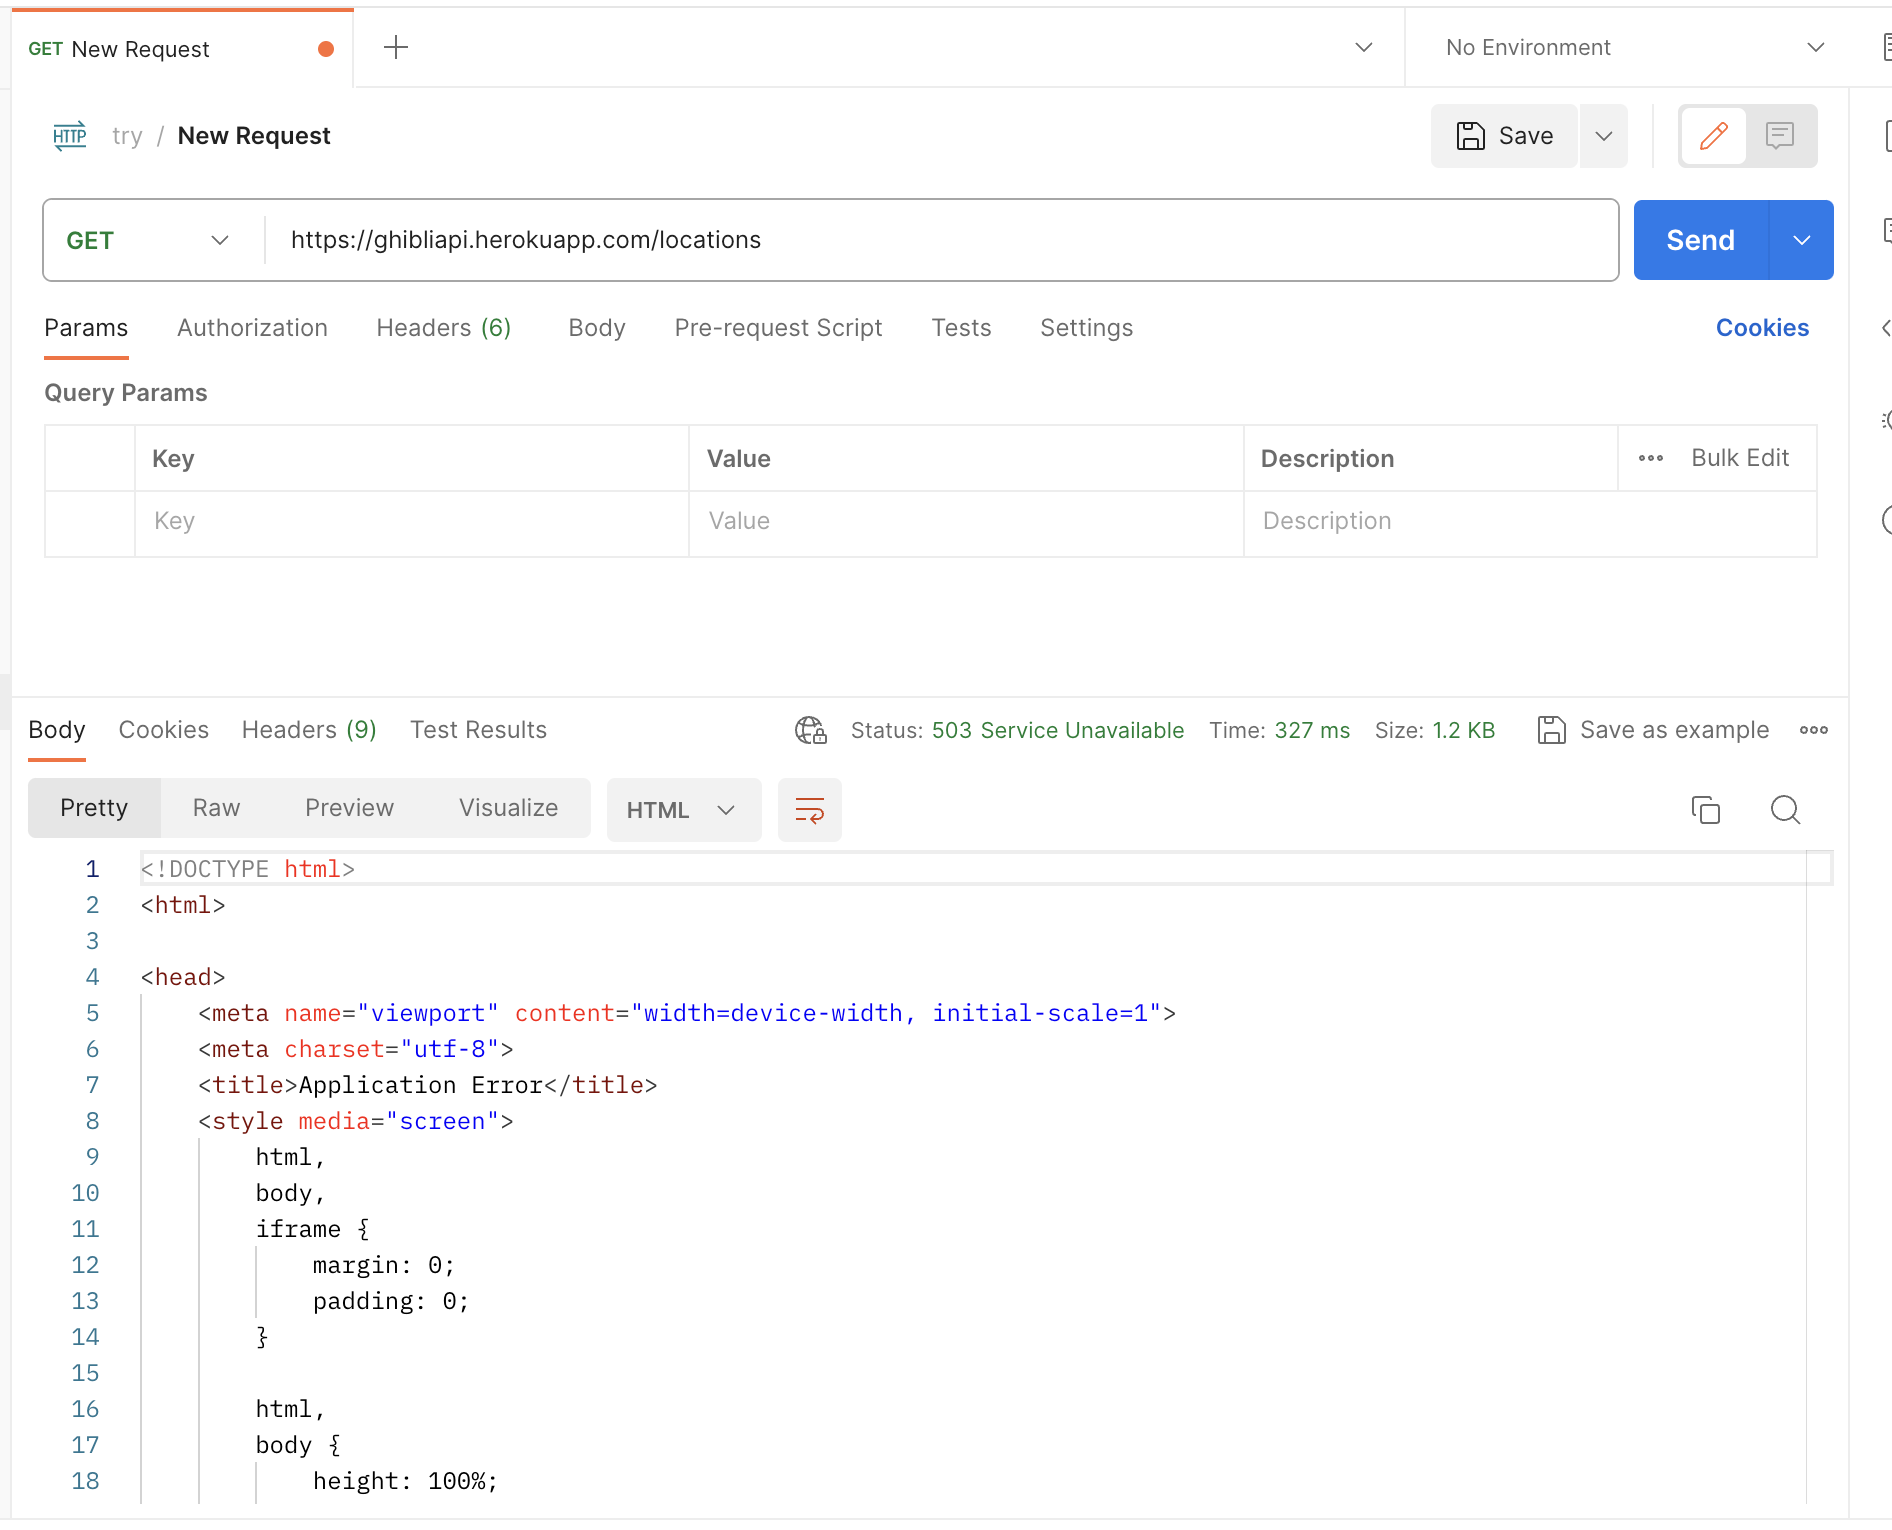 GET New Request
No Environment
HTTP try / New Request
Save
GET https://ghibliapi.herokuapp.com/locations
Send
Params Authorization Headers (6) Body Pre-request Script Tests Settings Cookies
Query Params
Key Value Description Bulk Edit
Key Value Description
Body Cookies Headers (9) Test Results Status: 503 Service Unavailable Time: 327 ms Size: 1.2 KB Save as example
Pretty Raw Preview Visualize HTML
1 <!DOCTYPE html>
2 <html>
3
4 <head>
5 <meta name="viewport" content="width=device-width, initial-scale=1">
6 <meta charset="utf-8">
7 <title>Application Error</title>
8 <style media="screen">
9 html,
10 body,
11 iframe {
12 margin: 0;
13 padding: 0;
14 }
15
16 html,
17 body {
18 height: 100%;